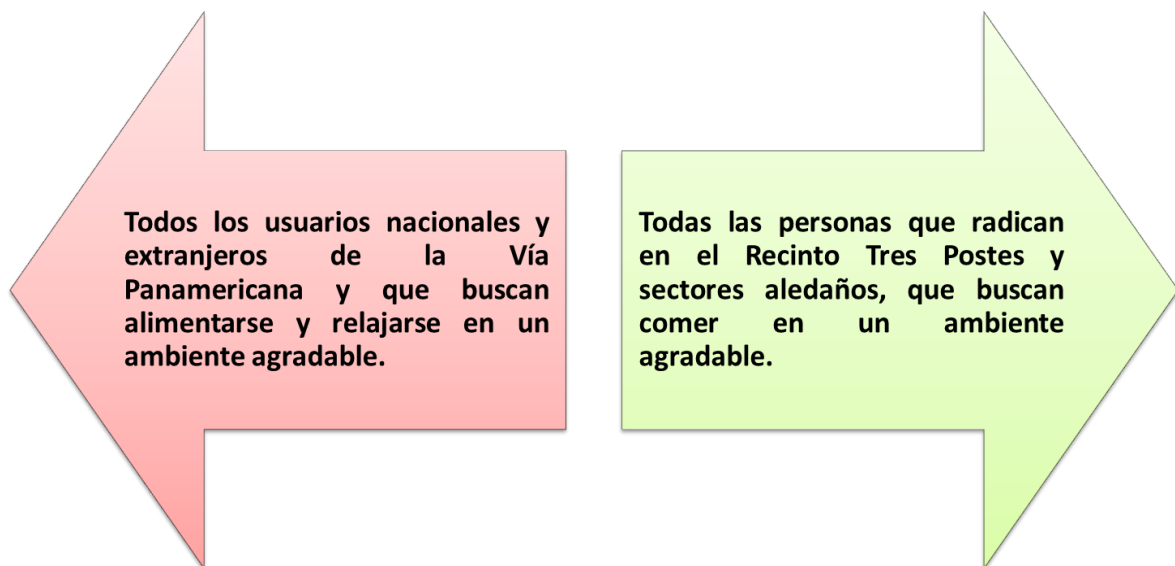 Todos los usuarios nacionales y
extranjeros de la Vía
Panamericana y que buscan
alimentarse y relajarse en un
ambiente agradable.
Todas las personas que radican
en el Recinto Tres Postes y
sectores aledaños, que buscan
comer en un ambiente
agradable.